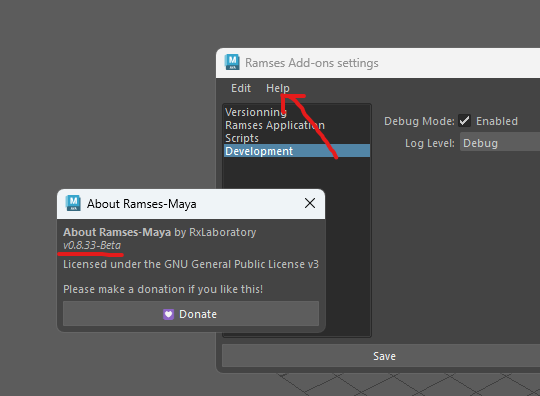 Ramses Add-ons settings
Edit Help
Versionning
Ramses Application
Scripts
Development
Debug Mode: Enabled
Log Level: Debug
About Ramses-Maya
About Ramses-Maya by RxLaboratory
v0.8.33-Beta
Licensed under the GNU General Public License v3
Please make a donation if you like this!
Donate
Save